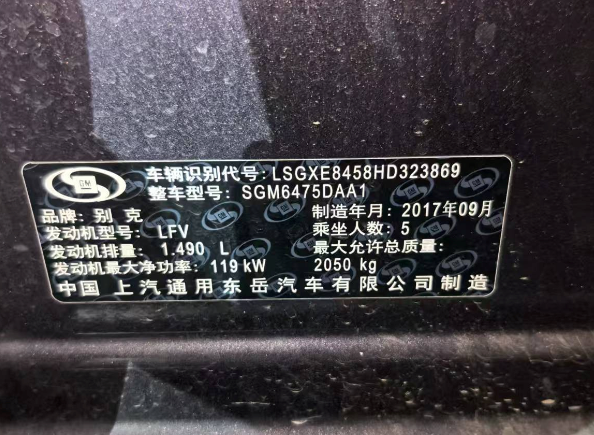 GM
车辆识别代号: LSGXE8458HD323869
整车型号: SGM6475DAA1
品牌: 别克 制造年月: 2017年09月
发动机型号: LFV 乘坐人数: 5
发动机排量: 1.490 L 最大允许总质量:
发动机最大净功率: 119 kW 2050 kg
中国 上汽通用东岳汽车有限公司制造